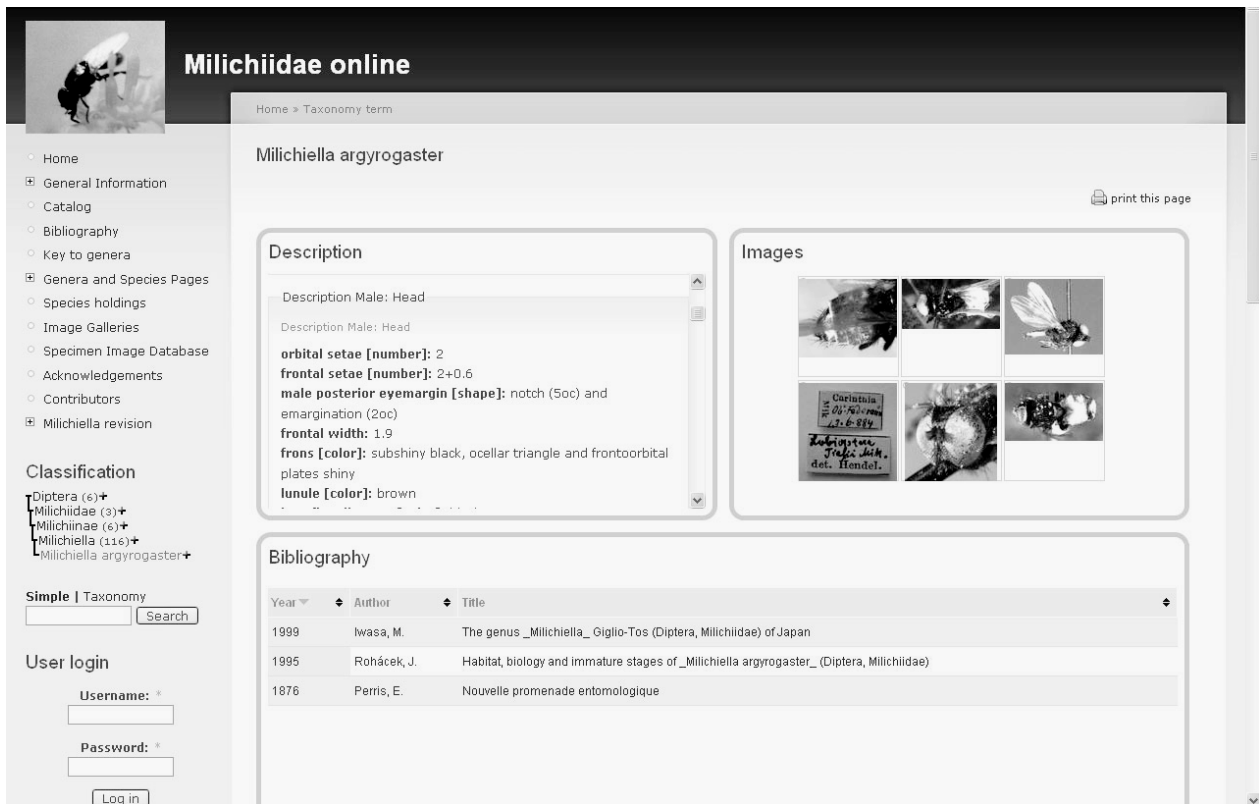 Milichiidae online
Home » Taxonomy term
Home
General Information
Catalog
Bibliography
Key to genera
Genera and Species Pages
Species holdings
Image Galleries
Specimen Image Database
Acknowledgements
Contributors
Milichiella revision
Classification
Diptera (6)+
Milichiidae (3)+
Milichiinae (6)+
Milichiella (116)+
Milichiella argyrogaster+
Simple | Taxonomy
Search
User login
Username: *
Password: *
Log in
Milichiella argyrogaster
print this page
Description
Description Male: Head
Description Male: Head
orbital setae [number]: 2
frontal setae [number]: 2+0.6
male posterior eyemargin [shape]: notch (5oc) and
emargination (2oc)
frontal width: 1.9
frons [color]: subshiny black, ocellar triangle and frontoorbital
plates shiny
lunule [color]: brown
Images
Carinthia
det. Hendel.
Bibliography
Year Author Title
1999 Iwasa, M. The genus _Milichiella_ Giglio-Tos (Diptera, Milichiidae) of Japan
1995 Rohácek, J. Habitat, biology and immature stages of _Milichiella argyrogaster_ (Diptera, Milichiidae)
1876 Perris, E. Nouvelle promenade entomologique